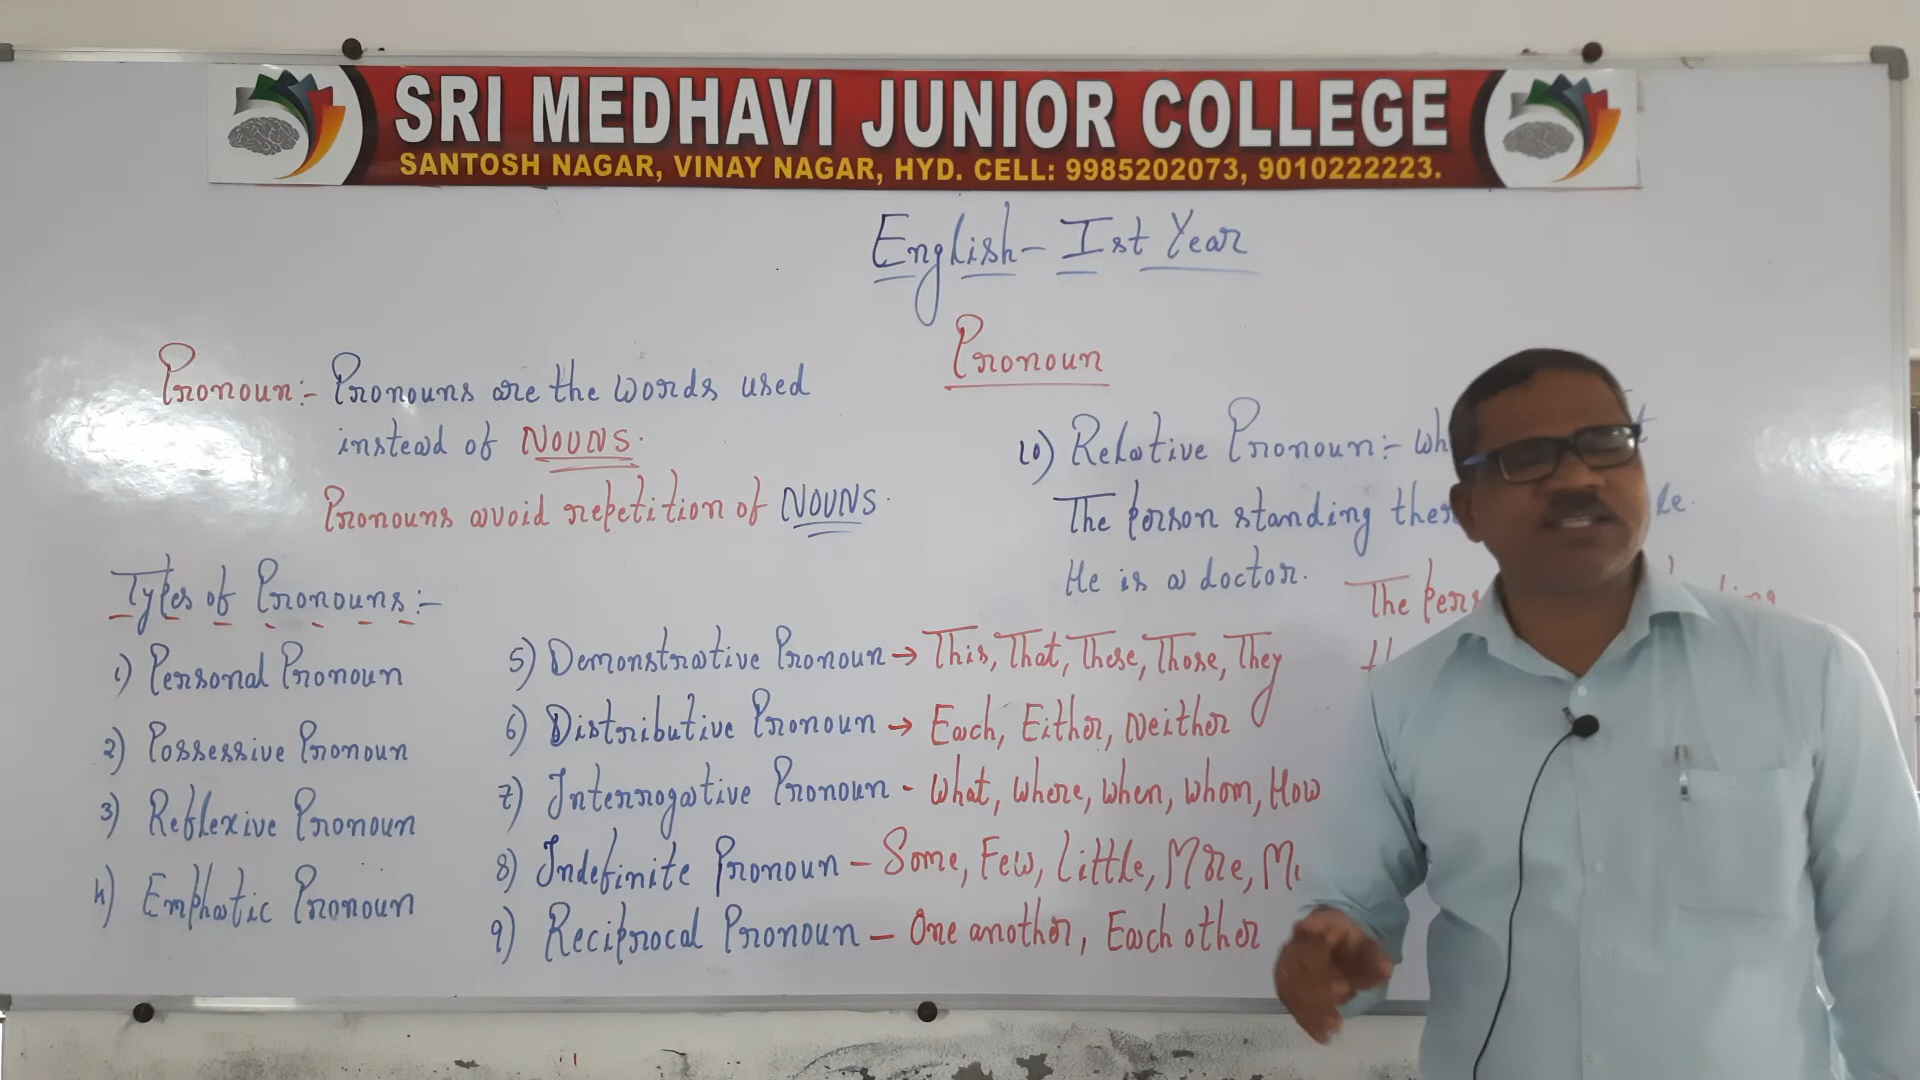 SRI MEDHAVI JUNIOR COLLEGE
SANTOSH NAGAR, VINAY NAGAR, HYD. CELL: 9985202073, 9010222223.
English - Ist Year
Pronoun
Pronoun:- Pronouns are the words used
instead of NOUNS.
Pronouns avoid repetition of NOUNS.
Types of Pronouns:-
1) Personal Pronoun
2) Possessive Pronoun
3) Reflexive Pronoun
4) Emphatic Pronoun
5) Demonstrative Pronoun → This, That, These, Those, They
6) Distributive Pronoun → Each, Either, Neither
7) Interrogative Pronoun - What, where, when, whom, How
8) Indefinite Pronoun - Some, Few, Little, More,
9) Reciprocal Pronoun - One another, Each other
10) Relative Pronoun:-
The person standing
He is a doctor.
The